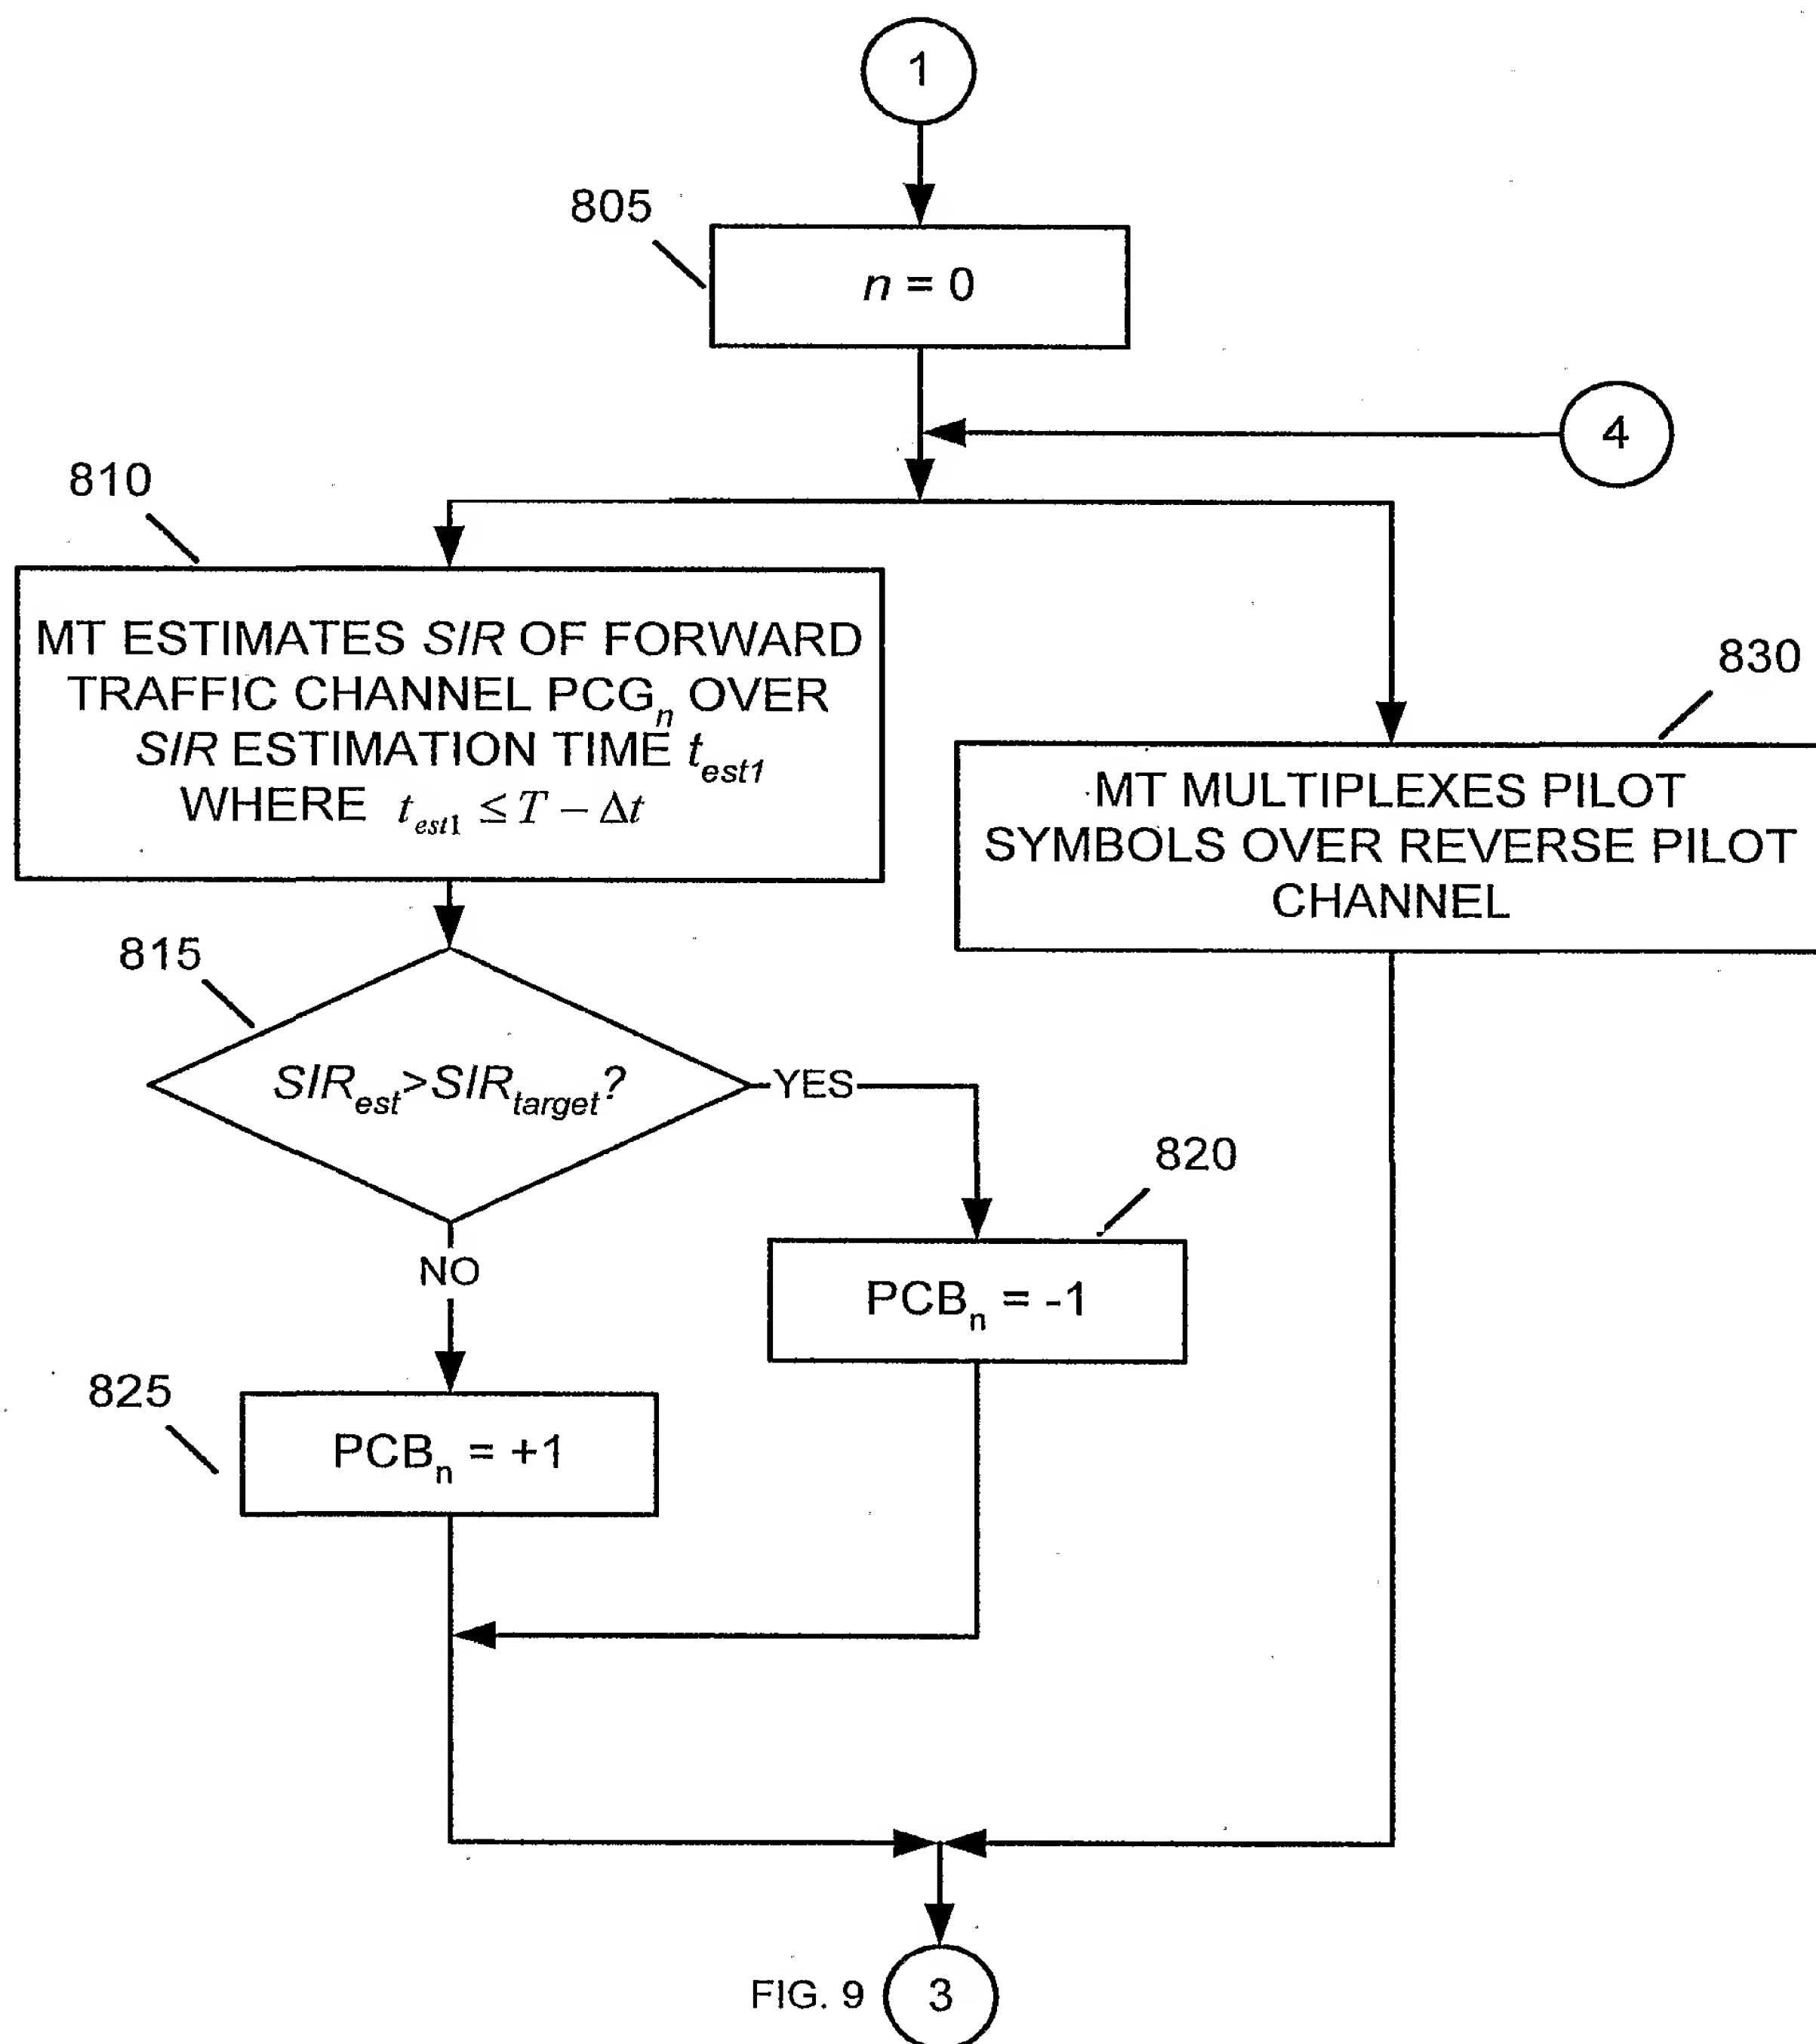 1
805
n = 0
4
810
MT ESTIMATES SIR OF FORWARD
TRAFFIC CHANNEL PCGn OVER
SIR ESTIMATION TIME test1
WHERE test1 ≤ T − Δt
830
MT MULTIPLEXES PILOT
SYMBOLS OVER REVERSE PILOT
CHANNEL
815
SIRest>SIRtarget?
YES
820
NO
PCBn = -1
825
PCBn = +1
FIG. 9
3